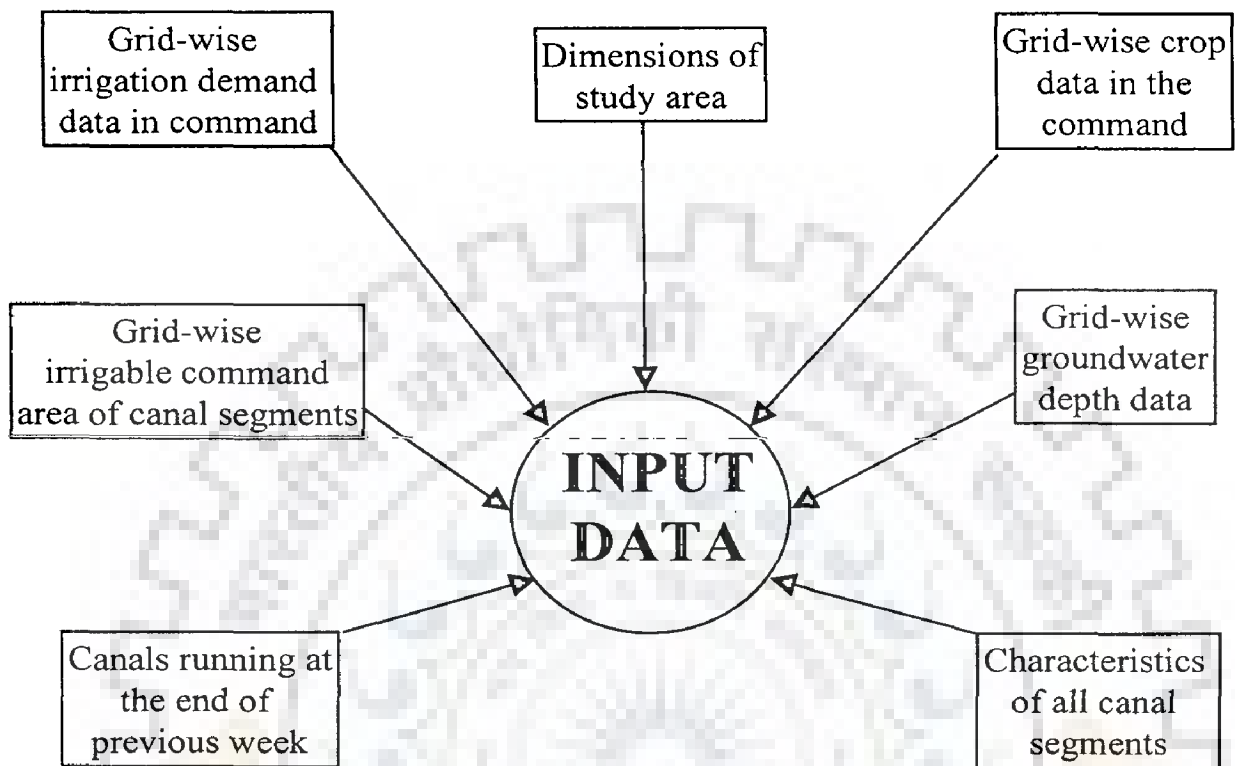 Grid-wise
irrigation demand
data in command
Dimensions of
study area
Grid-wise crop
data in the
command
Grid-wise
irrigable command
area of canal segments
Grid-wise
groundwater
depth data
INPUT
DATA
Canals running at
the end of
previous week
Characteristics
of all canal
segments